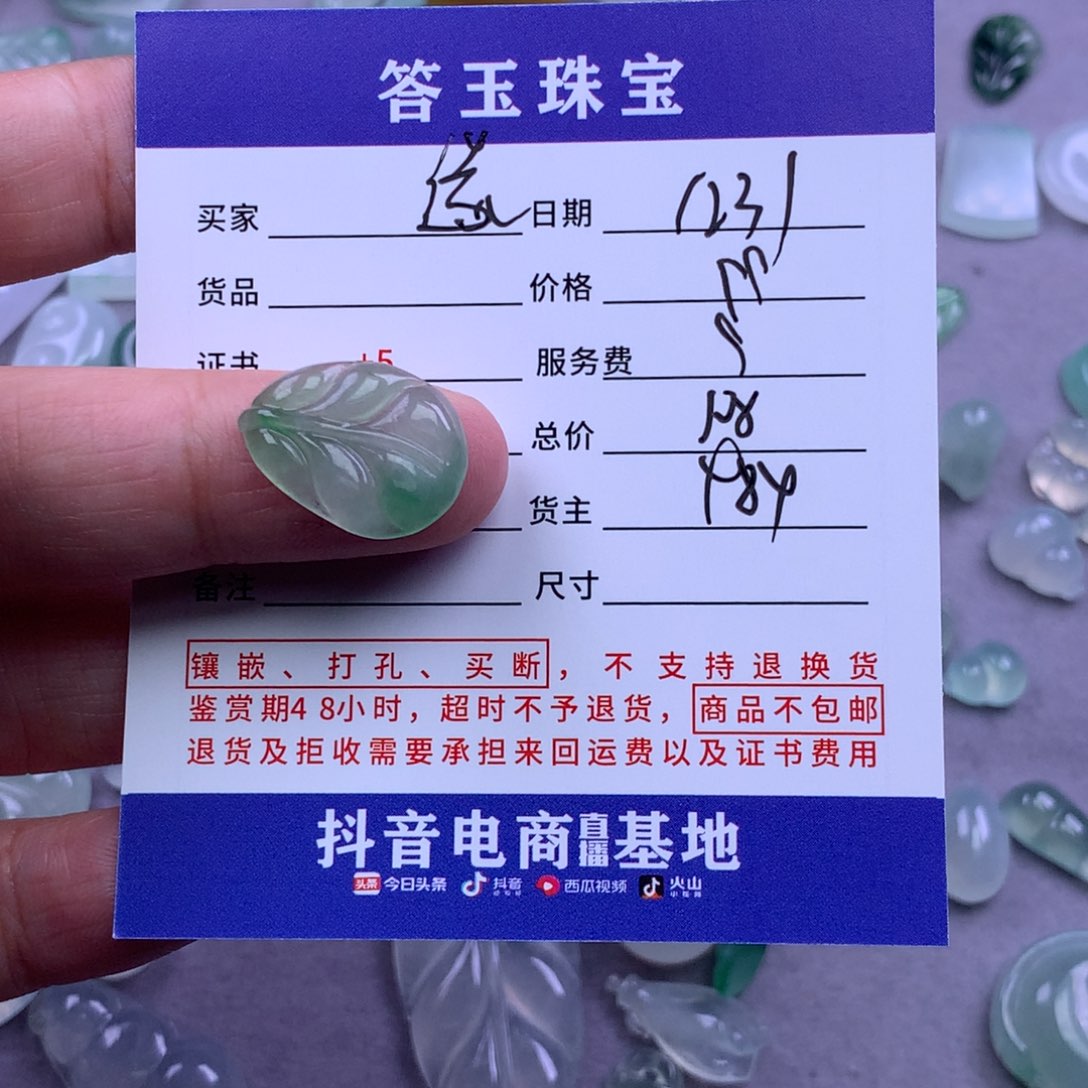 答玉珠宝
买家 日期 1231
货品 价格
证书 +5 服务费
总价
货主
备注 尺寸
镶嵌、打孔、买断，不支持退换货
鉴赏期48小时，超时不予退货，商品不包邮
退货及拒收需要承担来回运费以及证书费用
抖音电商直播基地
头条 今日头条 抖音 西瓜视频 火山